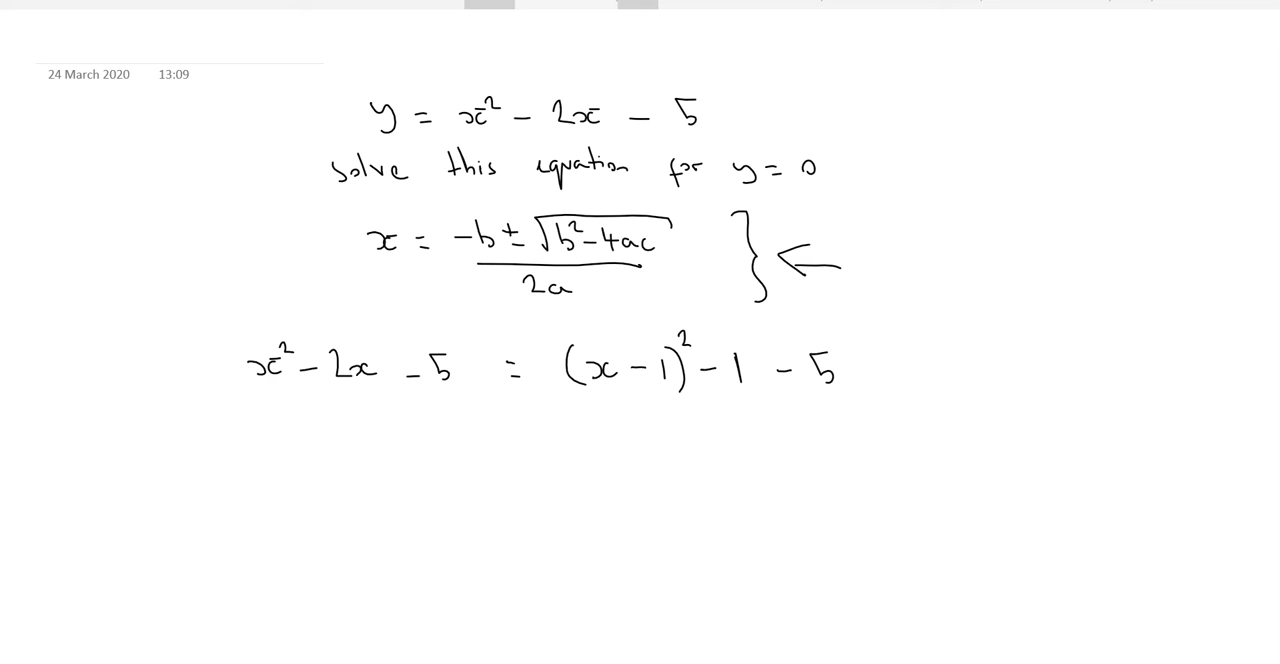 24 March 2020 13:09
y = x² - 2x - 5
solve this equation for y = 0
x = -b ± √(b² - 4ac) / 2a
x² - 2x - 5 = (x - 1)² - 1 - 5